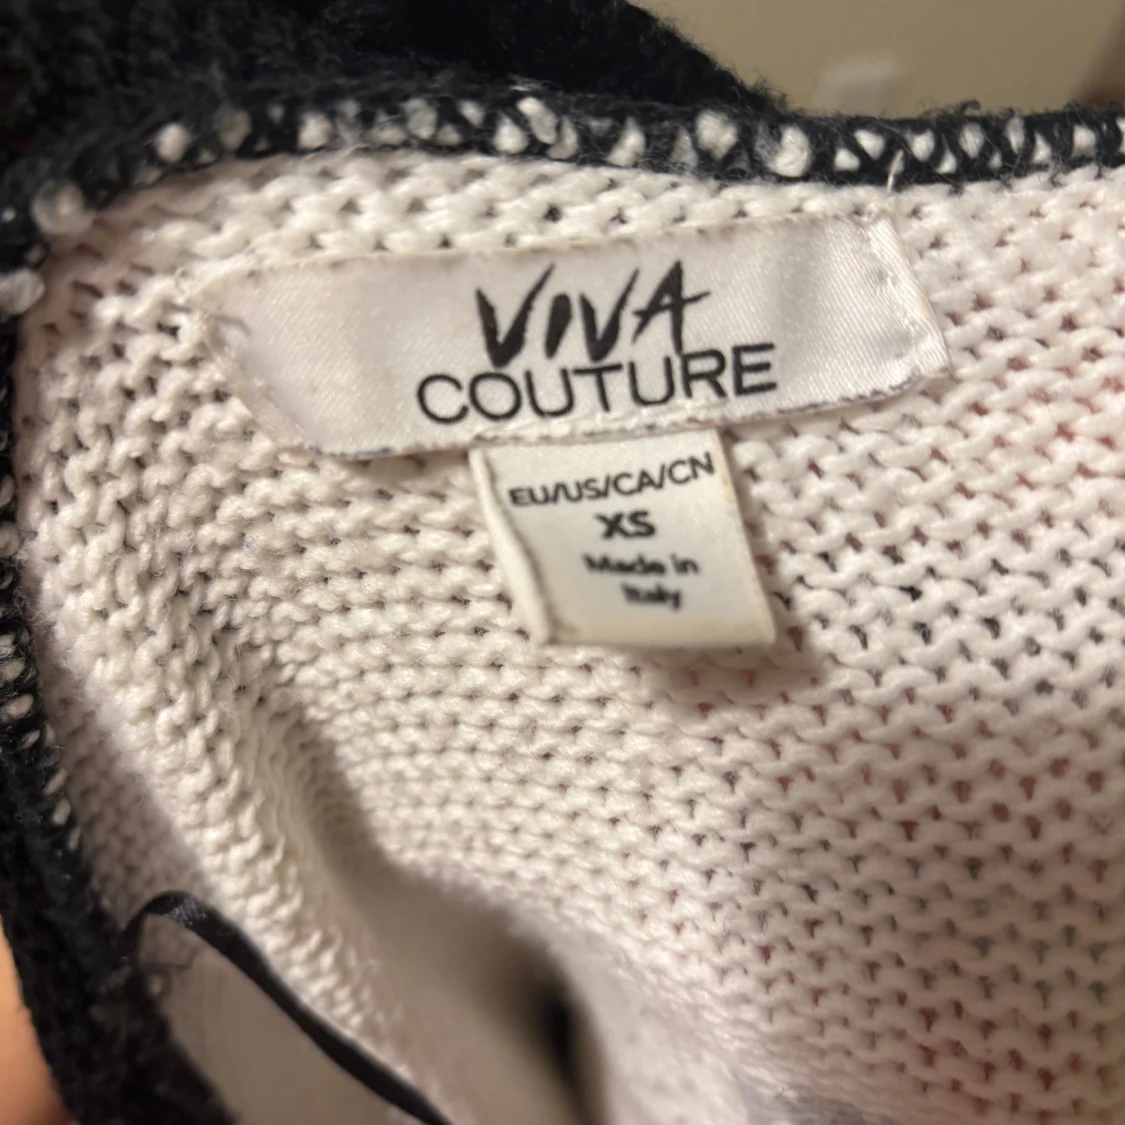 VIVA
COUTURE
EU/US/CA/CN
XS
Made in
Italy